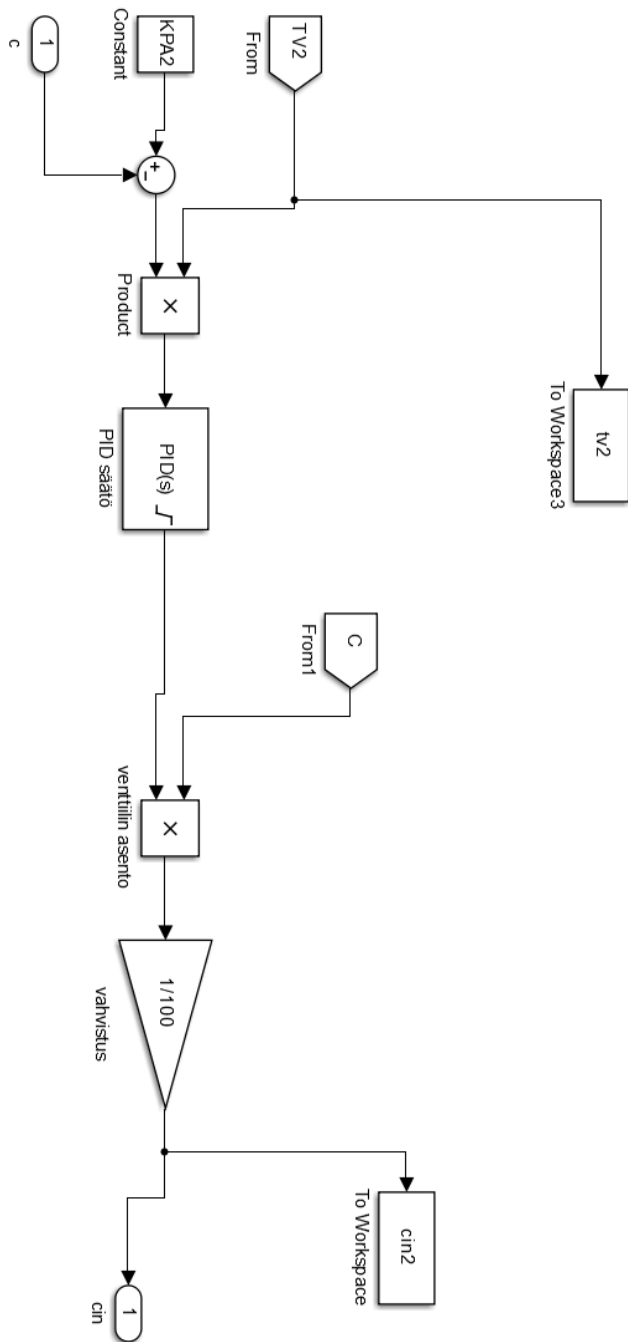 TV2
From
KPA2
Constant
1
c
+
−
×
Product
tv2
To Workspace3
PID(s)
PID säätö
C
From1
×
venttiilin asento
1/100
vahvistus
cin2
To Workspace
1
cin